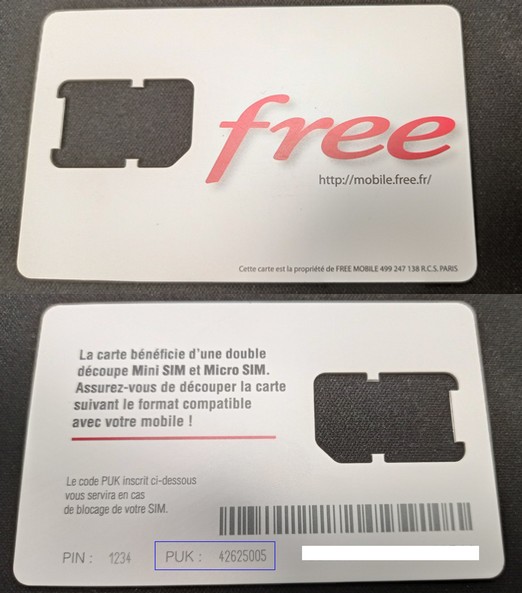 free
http://mobile.free.fr/
Cette carte est la propriété de FREE MOBILE 499 247 138 R.C.S. PARIS
La carte bénéficie d'une double
découpe Mini SIM et Micro SIM.
Assurez-vous de découper la carte
suivant le format compatible
avec votre mobile !
Le code PUK inscrit ci-dessous
vous servira en cas
de blocage de votre SIM.
PIN : 1234 PUK : 42625005